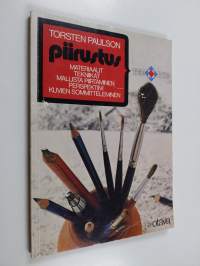 TORSTEN PAULSON
piirustus
MATERIAALIT
TEKNIIKAT
MALLISTA PIIRTÄMINEN
PERSPEKTIIVI
KUVIEN SOMMITTELEMINEN
otava